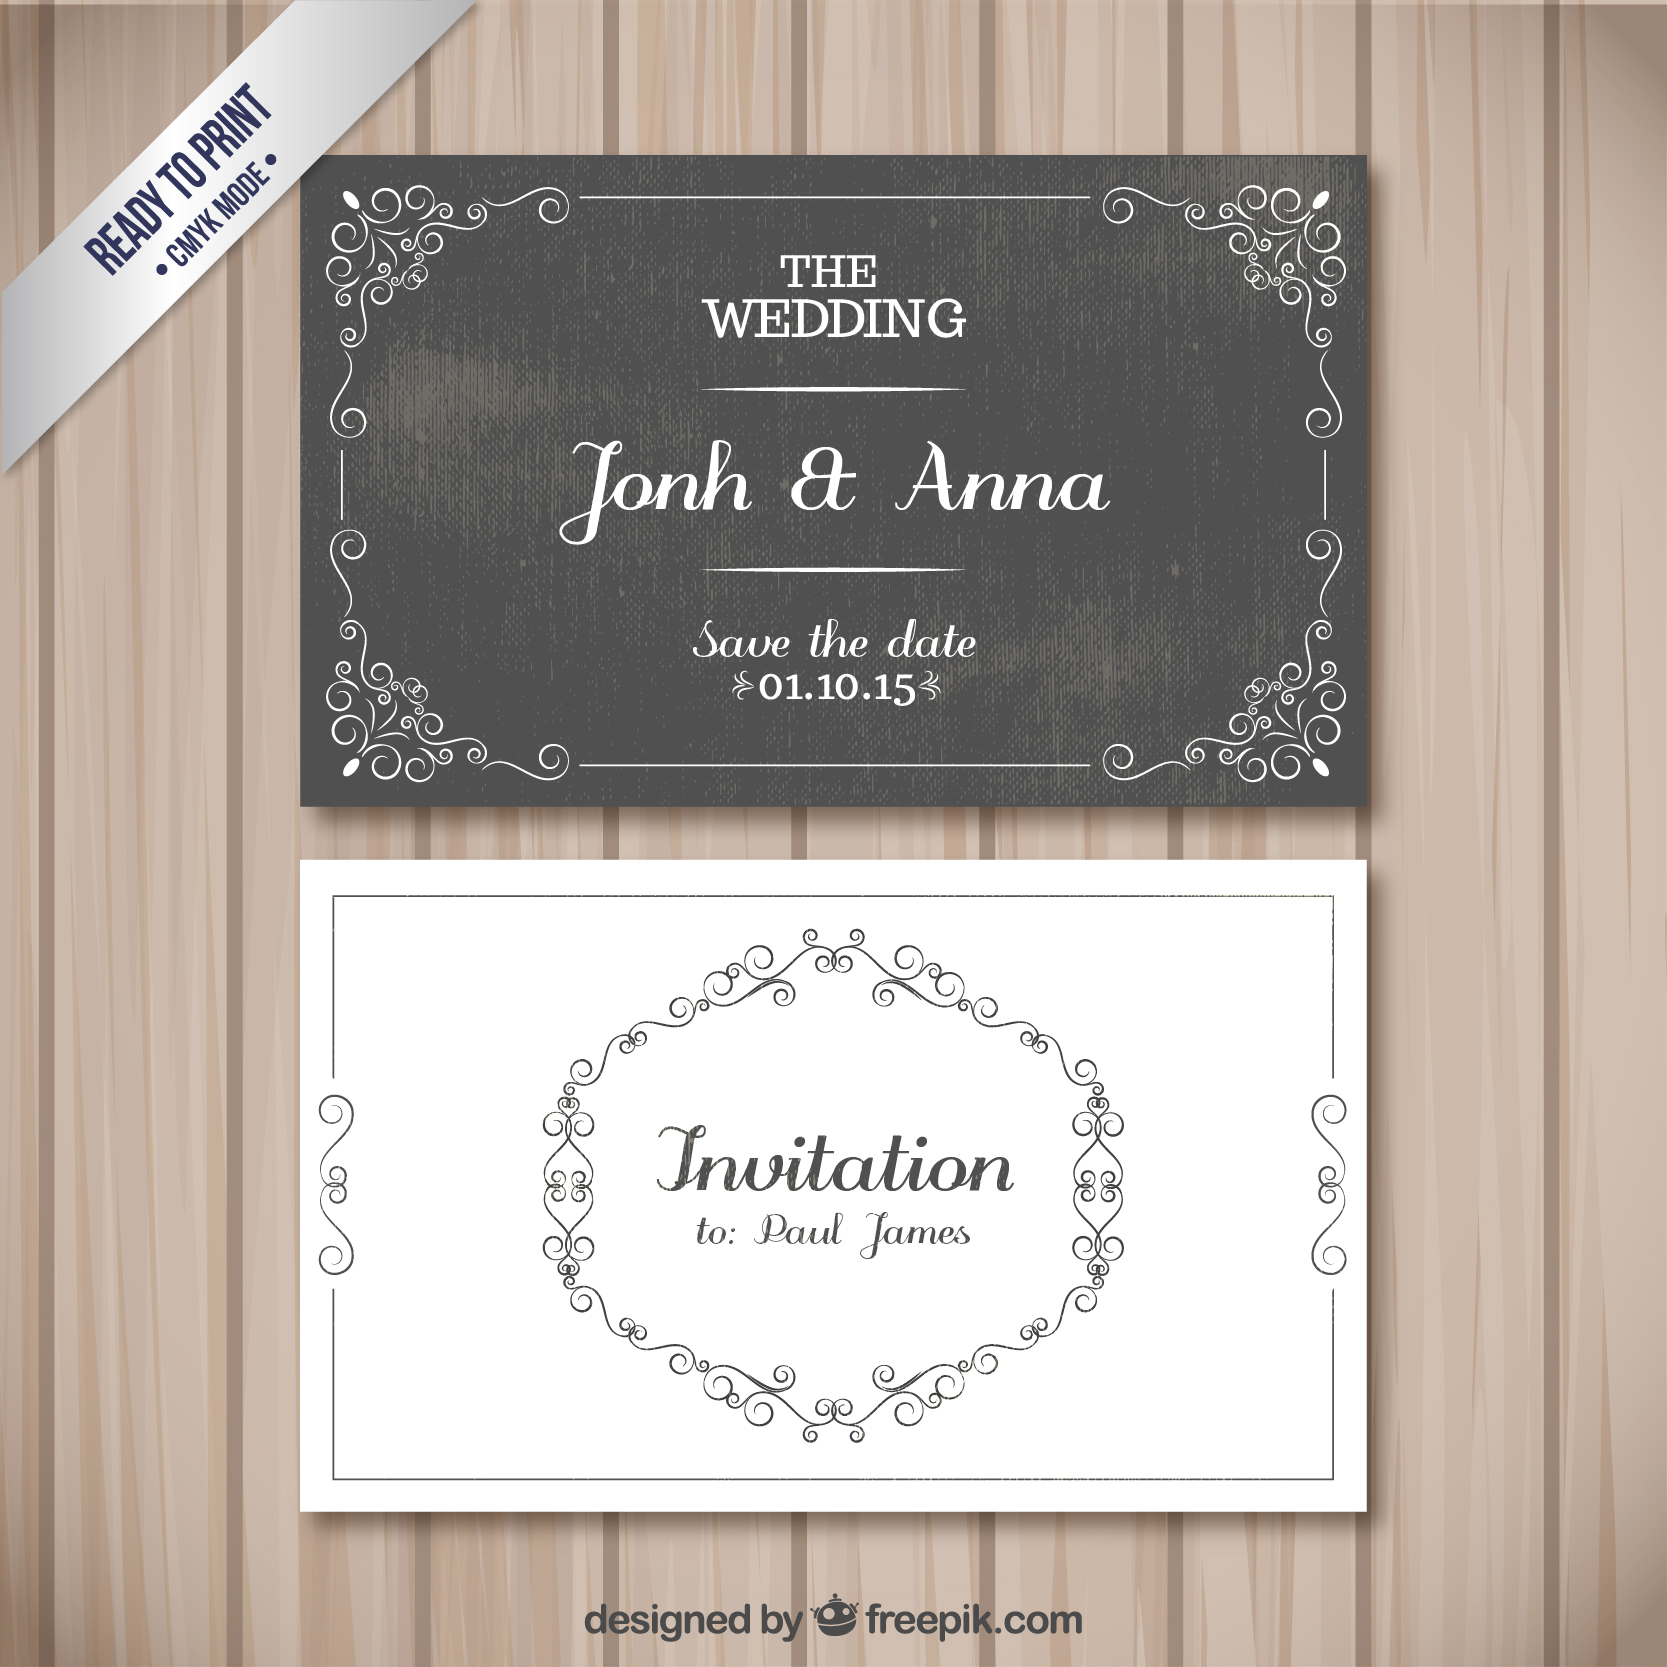 READY TO PRINT
• CMYK MODE •
THE
WEDDING
Jonh & Anna
Save the date
01.10.15
Invitation
to: Paul James
designed by freepik.com